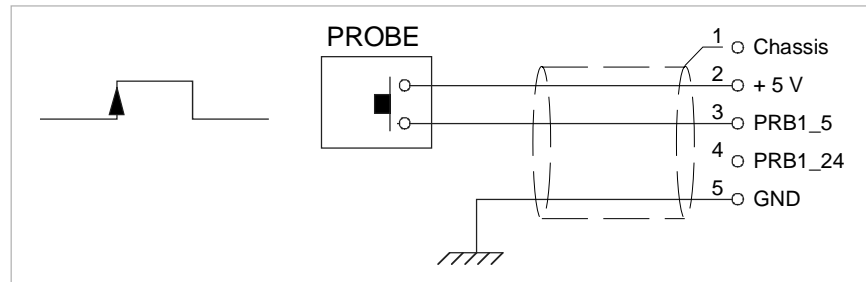 PROBE
1 Chassis
2 + 5 V
3 PRB1_5
4 PRB1_24
5 GND